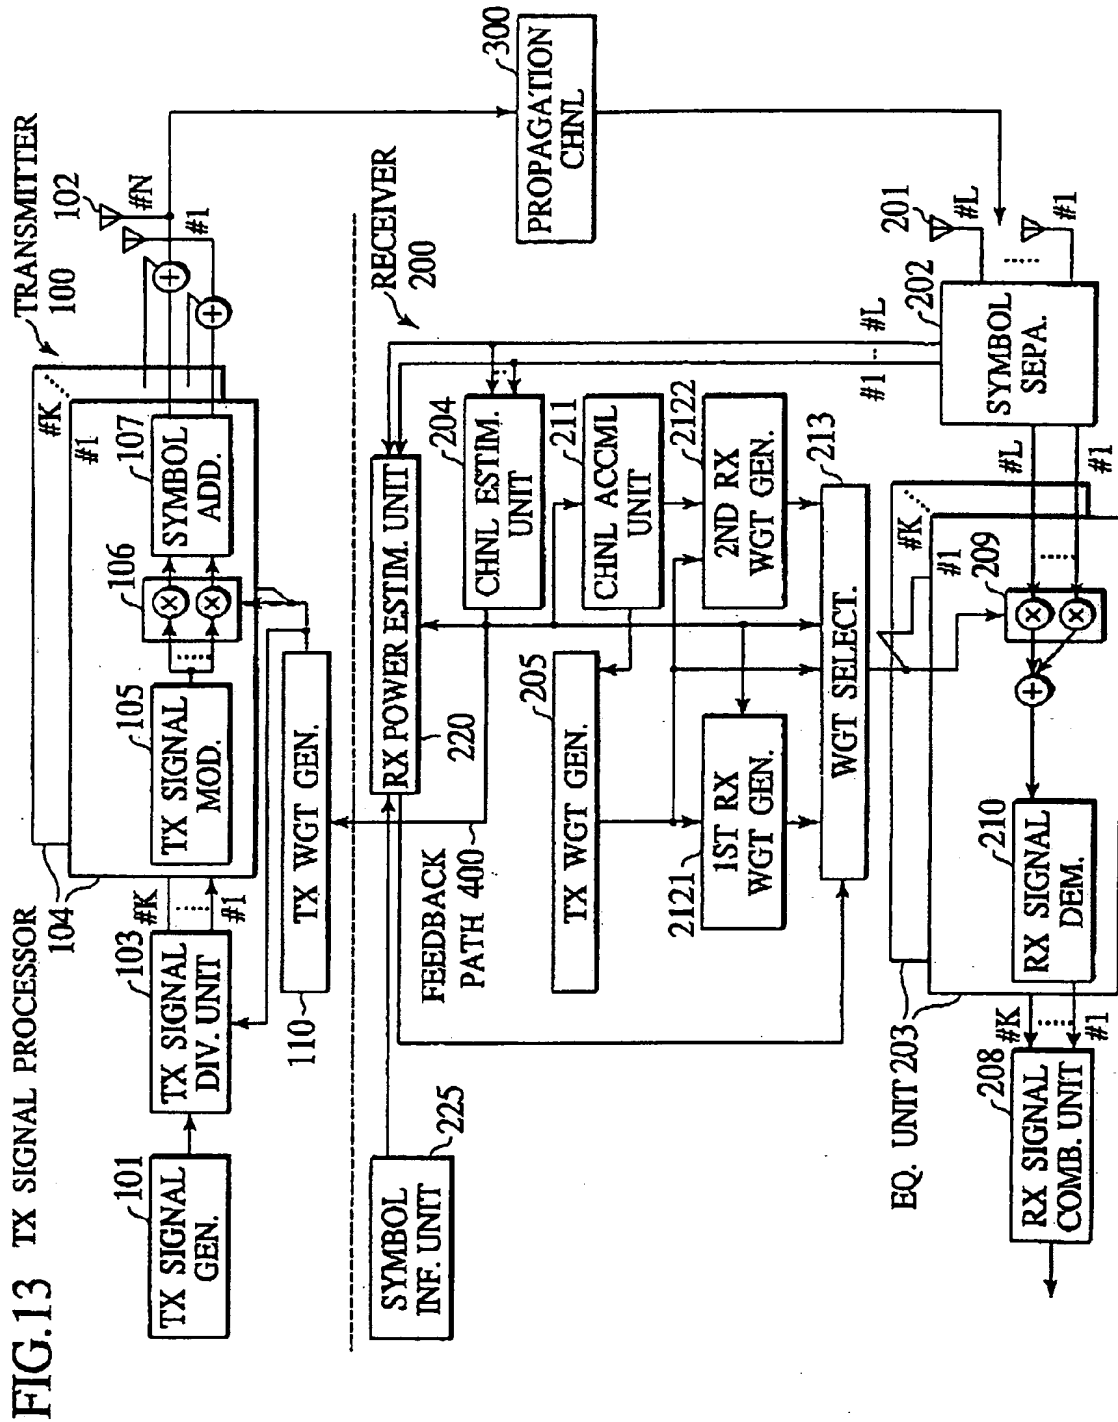 FIG.13
TX SIGNAL PROCESSOR
TRANSMITTER
100
101
TX SIGNAL
GEN.
103
TX SIGNAL
DIV. UNIT
#K
#1
104
#K
#1
105
TX SIGNAL
MOD.
106
107
SYMBOL
ADD.
102
#N
#1
110
TX WGT GEN.
300
PROPAGATION
CHNL
RECEIVER
200
225
SYMBOL
INF. UNIT
220
RX POWER ESTIM. UNIT
FEEDBACK
PATH 400
204
CHNL ESTIM.
UNIT
205
TX WGT GEN.
211
CHNL ACCML
UNIT
2121
1ST RX
WGT GEN.
2122
2ND RX
WGT GEN.
213
WGT SELECT.
#1
#L
201
#L
#1
202
SYMBOL
SEPA.
#L
#1
EQ. UNIT 203
#K
#1
209
210
RX SIGNAL
DEM.
#K
#1
208
RX SIGNAL
COMB. UNIT